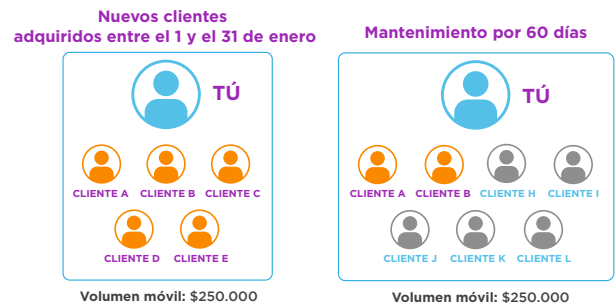 Nuevos clientes
adquiridos entre el 1 y el 31 de enero
TÚ
CLIENTE A CLIENTE B CLIENTE C
CLIENTE D CLIENTE E
Volumen móvil: $250.000
Mantenimiento por 60 días
TÚ
CLIENTE A CLIENTE B CLIENTE H CLIENTE I
CLIENTE J CLIENTE K CLIENTE L
Volumen móvil: $250.000